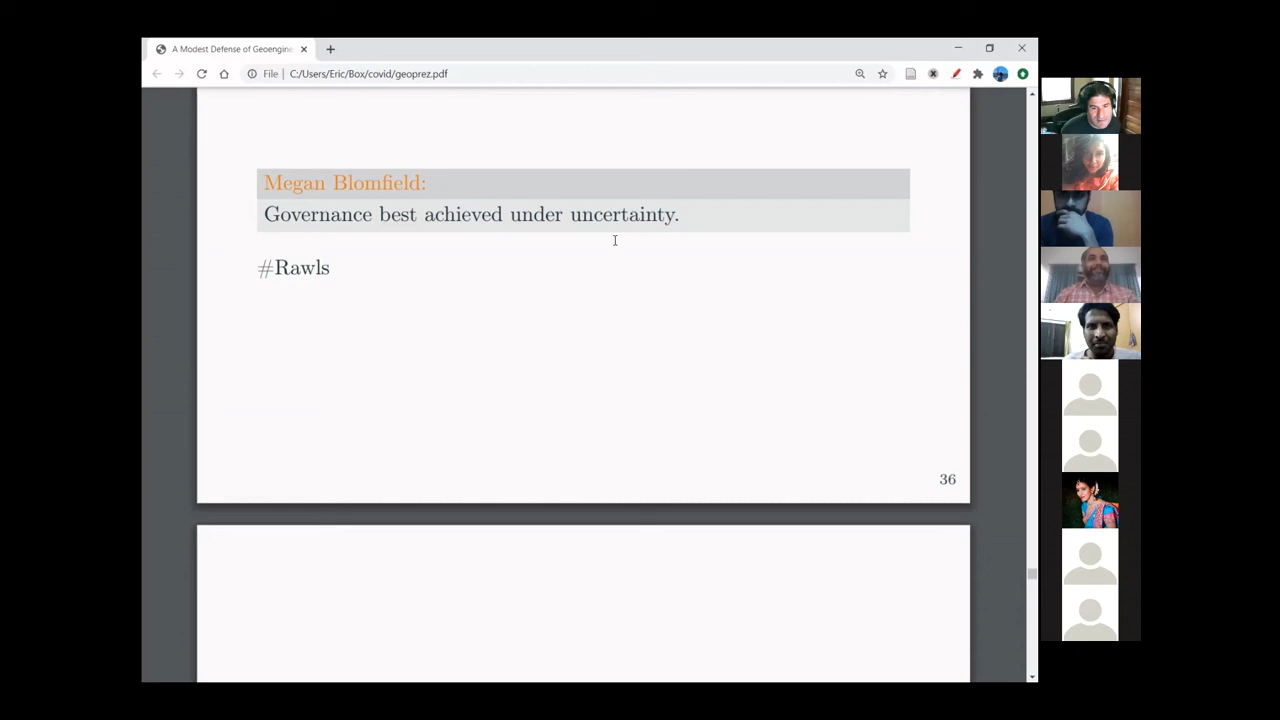 A Modest Defense of Geoengine
File
C:/Users/Eric/Box/covid/geoprez.pdf
Megan Blomfield:
Governance best achieved under uncertainty.
#Rawls
36